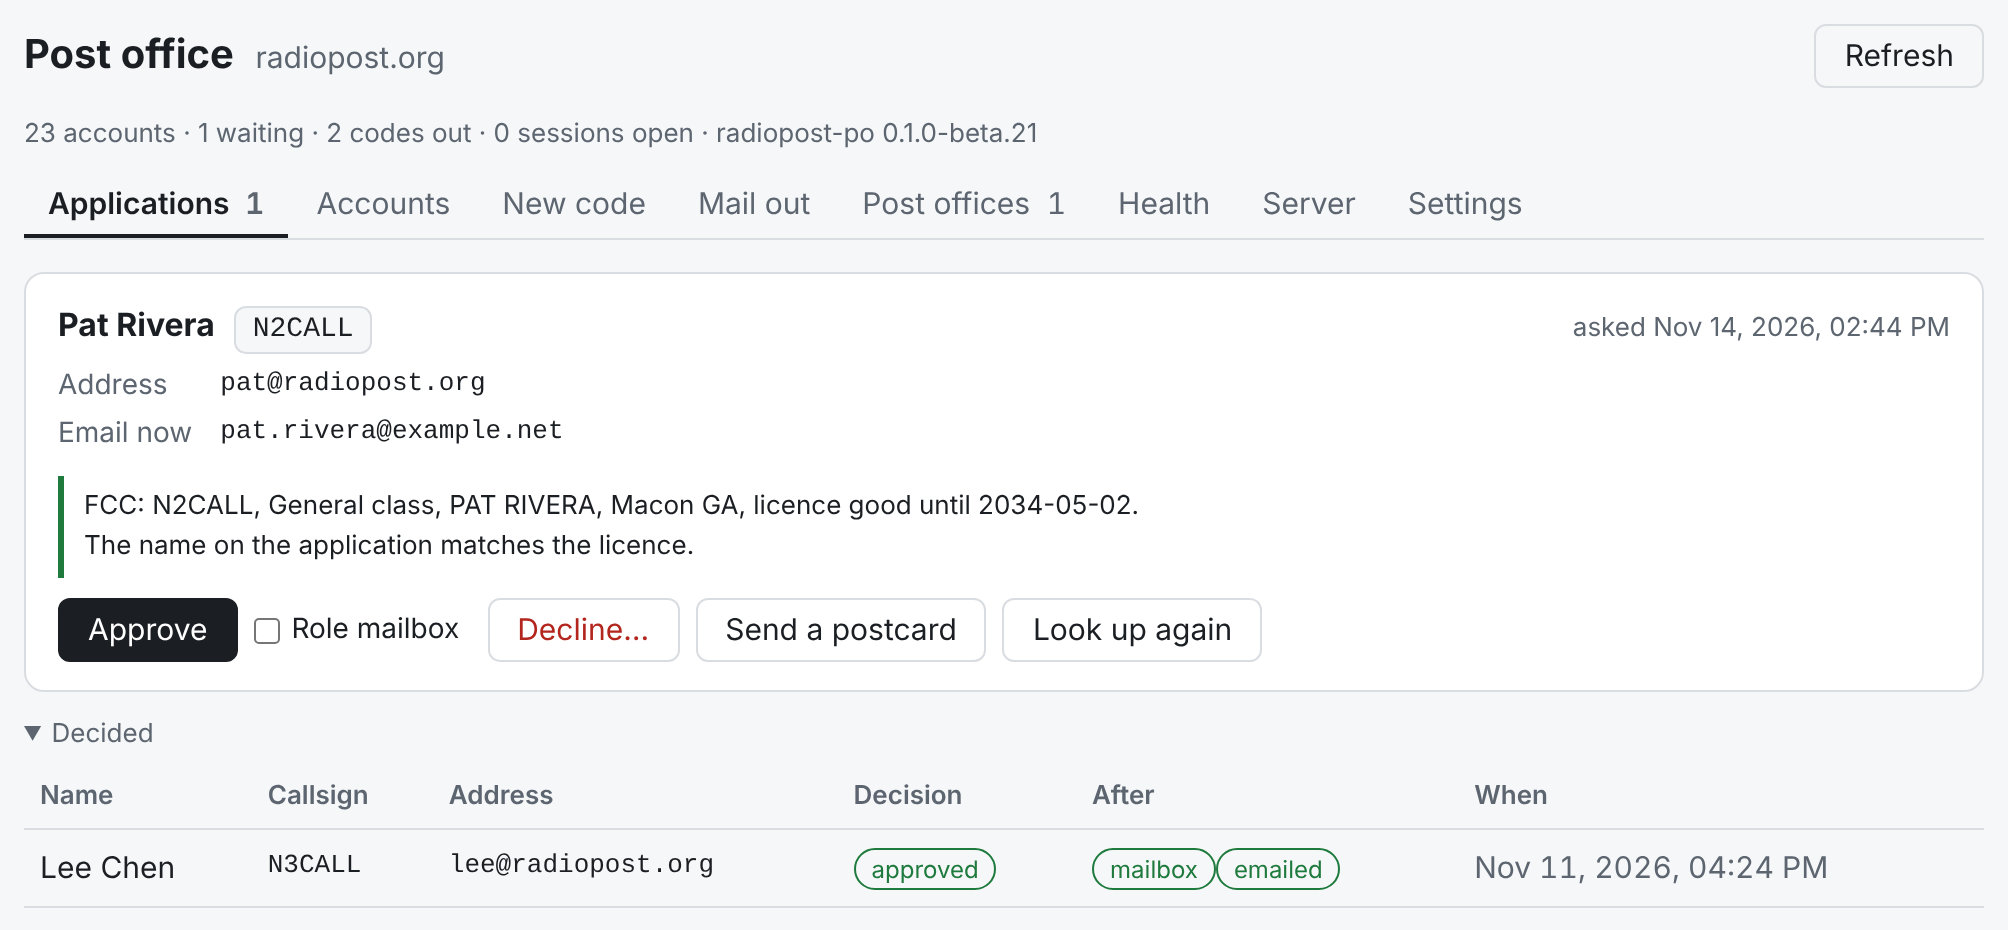 Post office radiopost.org
Refresh
23 accounts · 1 waiting · 2 codes out · 0 sessions open · radiopost-po 0.1.0-beta.21
Applications 1 Accounts New code Mail out Post offices 1 Health Server Settings
Pat Rivera N2CALL asked Nov 14, 2026, 02:44 PM
Address pat@radiopost.org
Email now pat.rivera@example.net
FCC: N2CALL, General class, PAT RIVERA, Macon GA, licence good until 2034-05-02.
The name on the application matches the licence.
Approve Role mailbox Decline... Send a postcard Look up again
Decided
Name Callsign Address Decision After When
Lee Chen N3CALL lee@radiopost.org approved mailbox emailed Nov 11, 2026, 04:24 PM